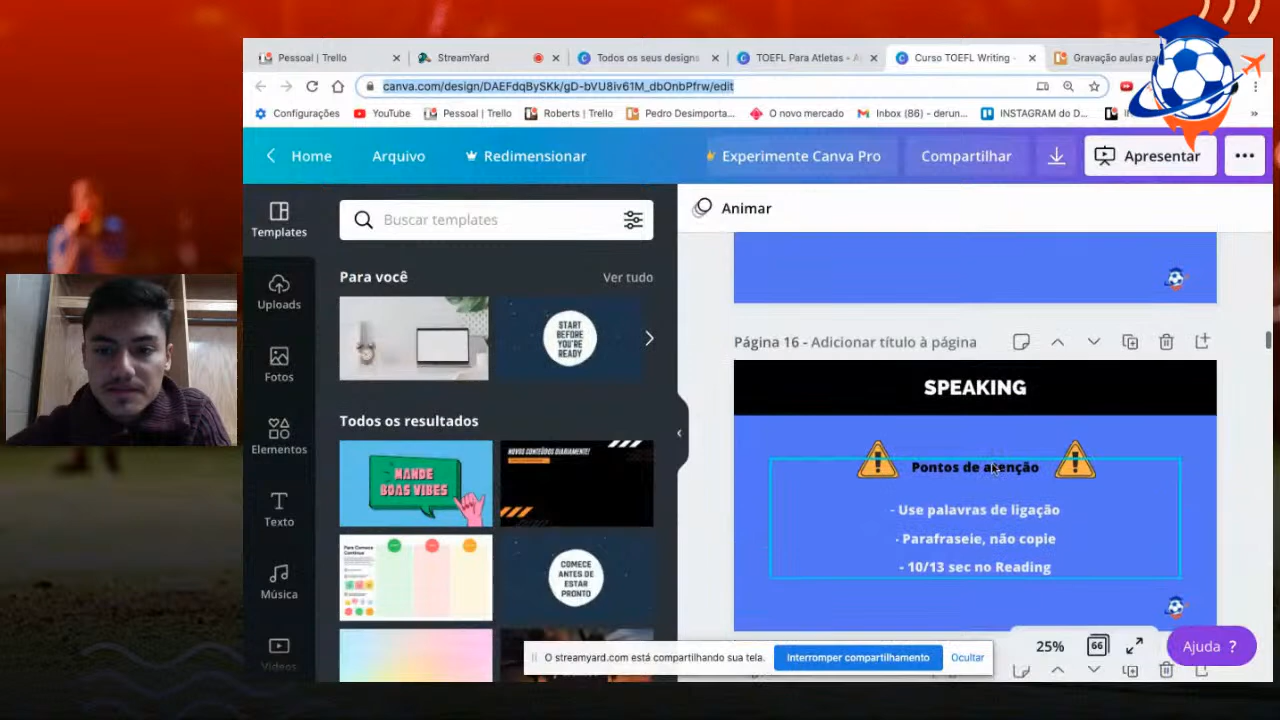 Pessoal | Trello
StreamYard
Todos os seus designs
TOEFL Para Atletas - A
Curso TOEFL Writing -
Gravação aulas pa
canva.com/design/DAEFdqBySKk/gD-bVU8iv61M_dbOnbPfrw/edit
Configurações
YouTube
Pessoal | Trello
Roberts | Trello
Pedro Desimporta...
O novo mercado
Inbox (86) - derun...
INSTAGRAM do D...
Home
Arquivo
Redimensionar
Experimente Canva Pro
Compartilhar
Apresentar
Templates
Buscar templates
Animar
Para você
Ver tudo
Uploads
START
BEFORE
YOU'RE
READY
Página 16 - Adicionar título à página
Fotos
SPEAKING
Todos os resultados
Elementos
MANDE
BOAS VIBES
NOVOS CONTEÚDOS DIARIAMENTE!
Pontos de atenção
- Use palavras de ligação
- Parafraseie, não copie
- 10/13 sec no Reading
Texto
COMECE
ANTES DE
ESTAR
PRONTO
Música
Vídeos
O streamyard.com está compartilhando sua tela.
Interromper compartilhamento
Ocultar
25%
66
Ajuda ?